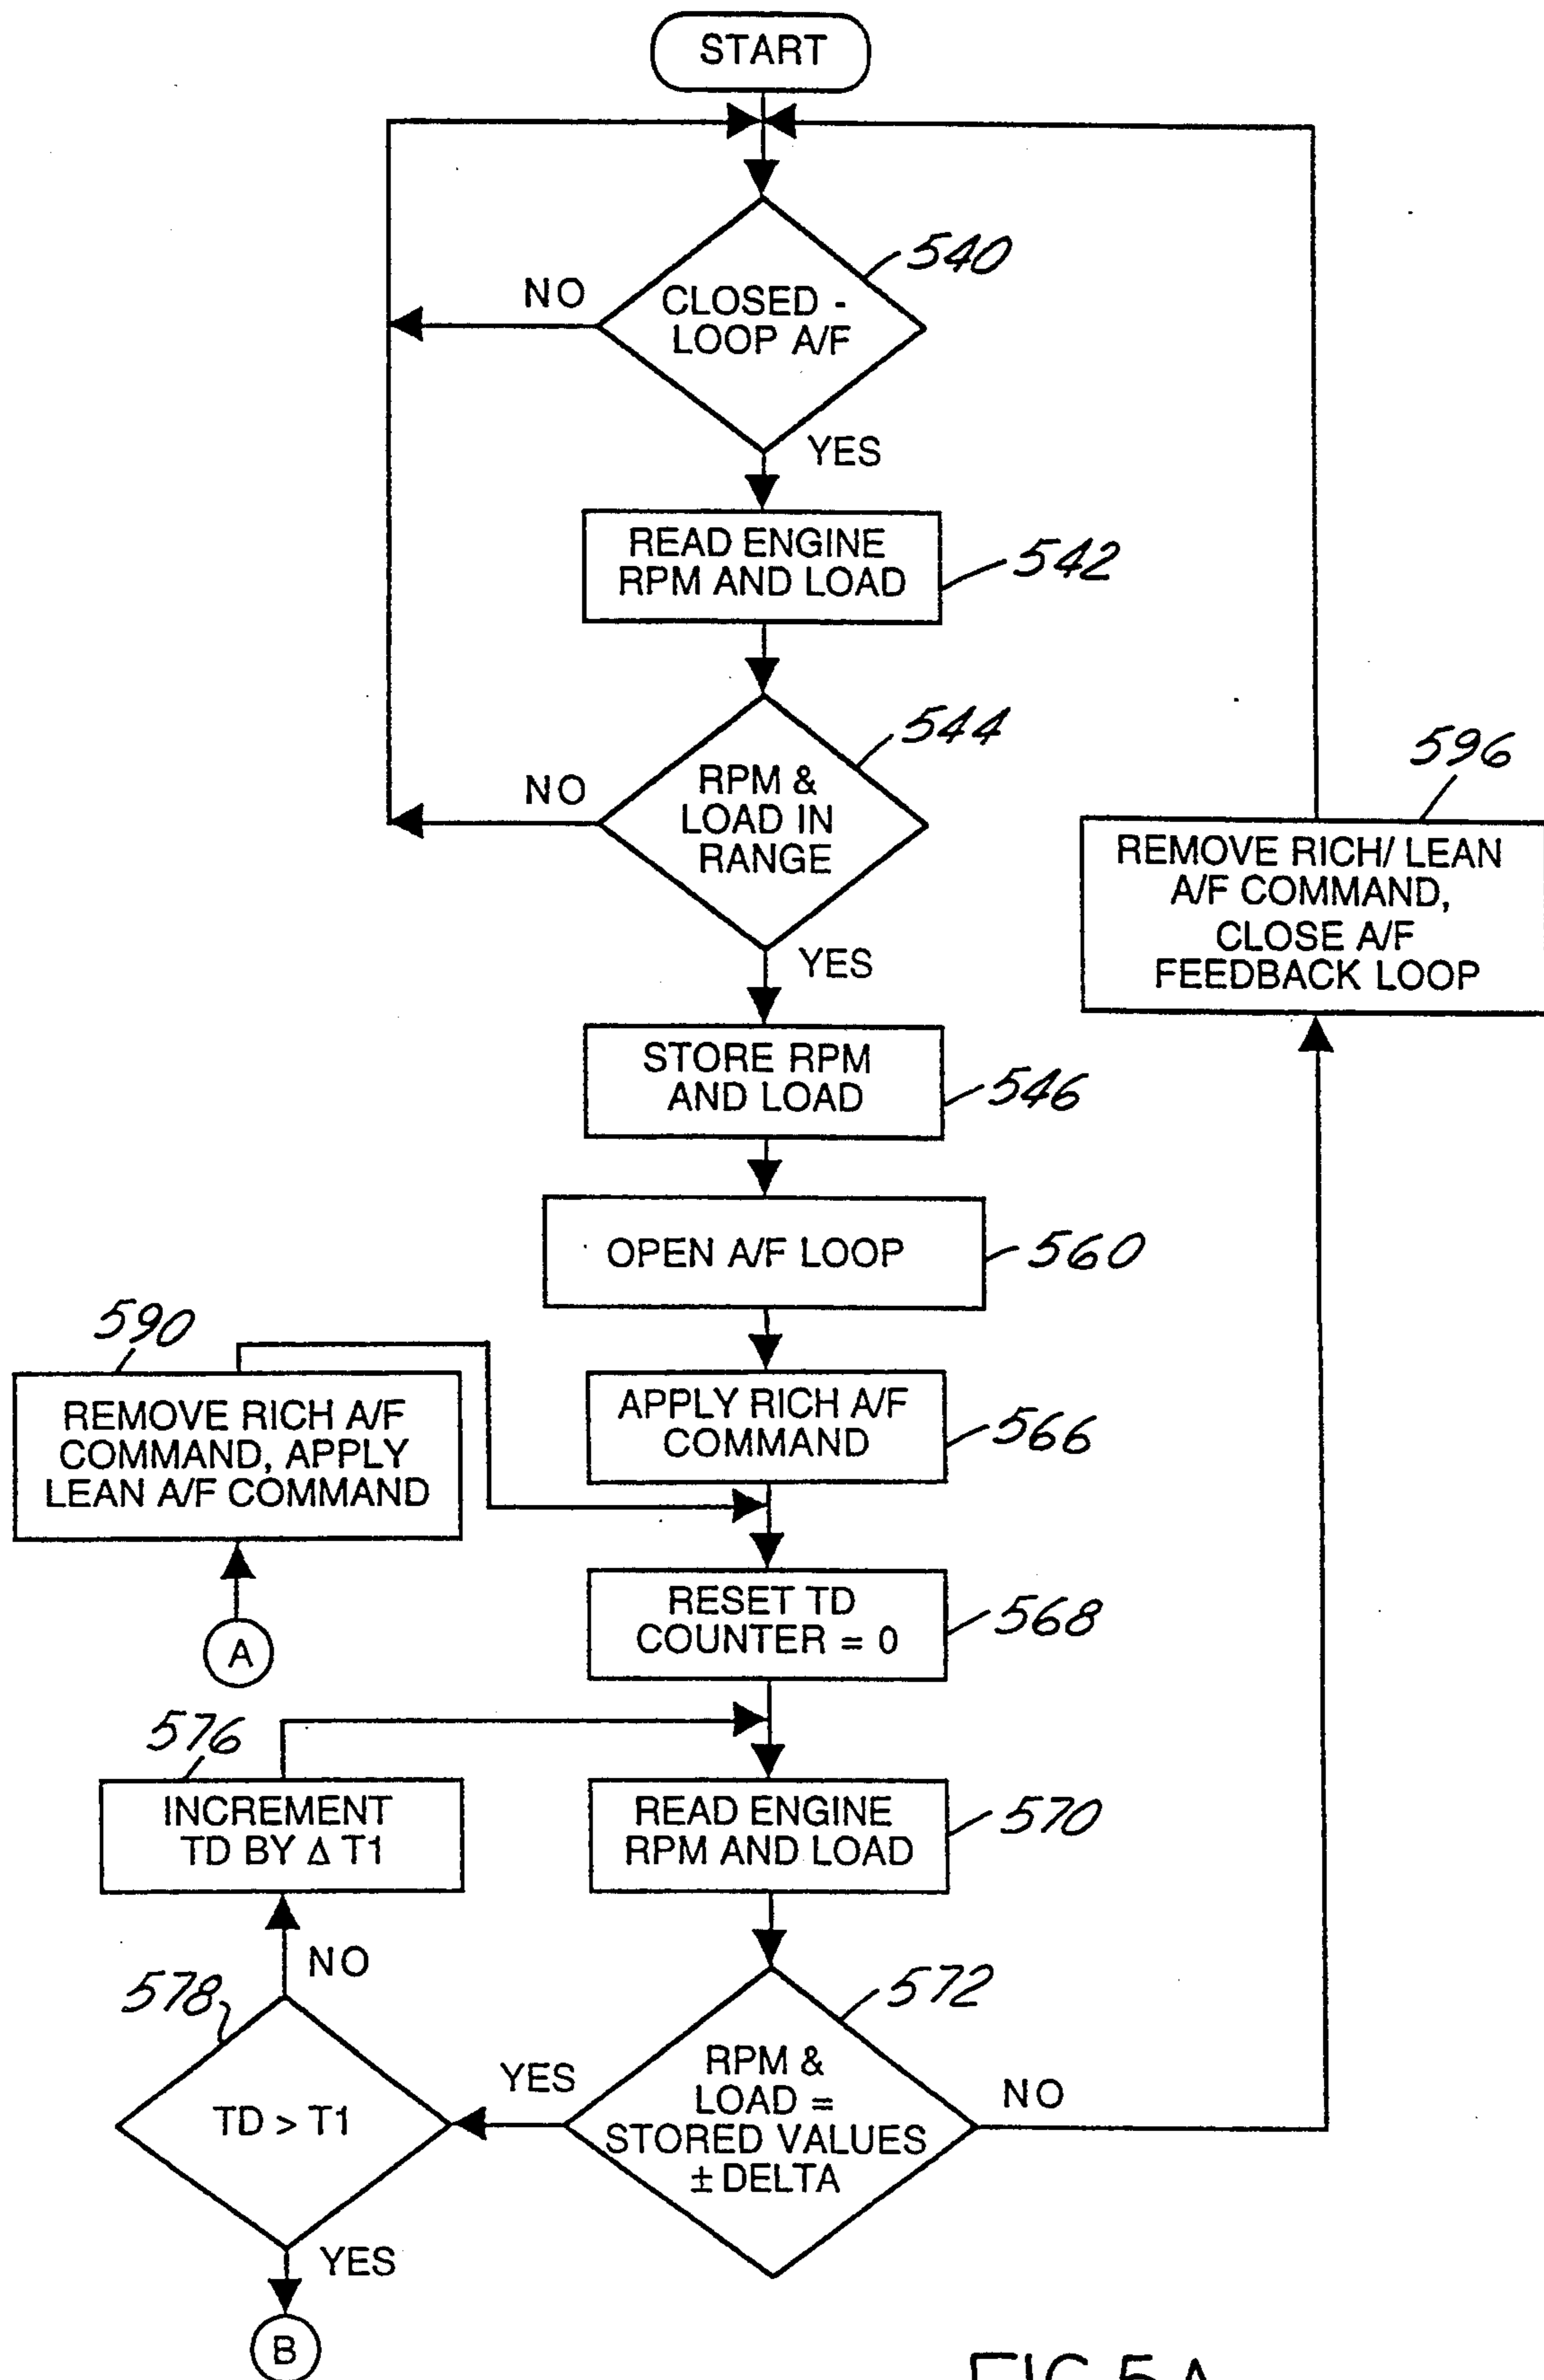 START
540
NO
CLOSED -
LOOP A/F
YES
READ ENGINE
RPM AND LOAD
542
544
NO
RPM &
LOAD IN
RANGE
YES
596
REMOVE RICH/ LEAN
A/F COMMAND,
CLOSE A/F
FEEDBACK LOOP
STORE RPM
AND LOAD
546
OPEN A/F LOOP
560
590
REMOVE RICH A/F
COMMAND, APPLY
LEAN A/F COMMAND
APPLY RICH A/F
COMMAND
566
A
RESET TD
COUNTER = 0
568
576
INCREMENT
TD BY Δ T1
READ ENGINE
RPM AND LOAD
570
NO
578
TD > T1
YES
572
RPM &
LOAD =
STORED VALUES
± DELTA
NO
YES
B
FIG.5A